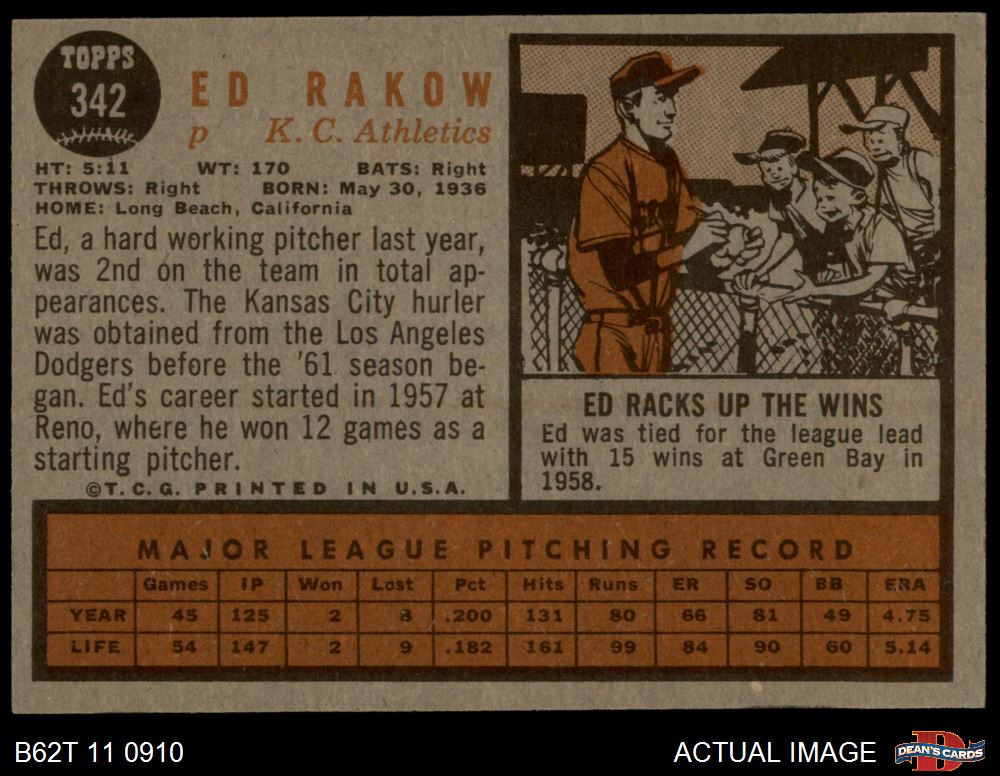 TOPPS
342
ED RAKOW
p K. C. Athletics
HT: 5:11 WT: 170 BATS: Right
THROWS: Right BORN: May 30, 1936
HOME: Long Beach, California
Ed, a hard working pitcher last year,
was 2nd on the team in total ap-
pearances. The Kansas City hurler
was obtained from the Los Angeles
Dodgers before the '61 season be-
gan. Ed's career started in 1957 at
Reno, where he won 12 games as a
starting pitcher.
©T.C.G. PRINTED IN U.S.A.
ED RACKS UP THE WINS
Ed was tied for the league lead
with 15 wins at Green Bay in
1958.
MAJOR LEAGUE PITCHING RECORD
Games IP Won Lost Pct Hits Runs ER SO BB ERA
YEAR 45 125 2 8 .200 131 80 66 81 49 4.75
LIFE 54 147 2 9 .182 161 99 84 90 60 5.14
B62T 11 0910
ACTUAL IMAGE
DEAN'S CARDS